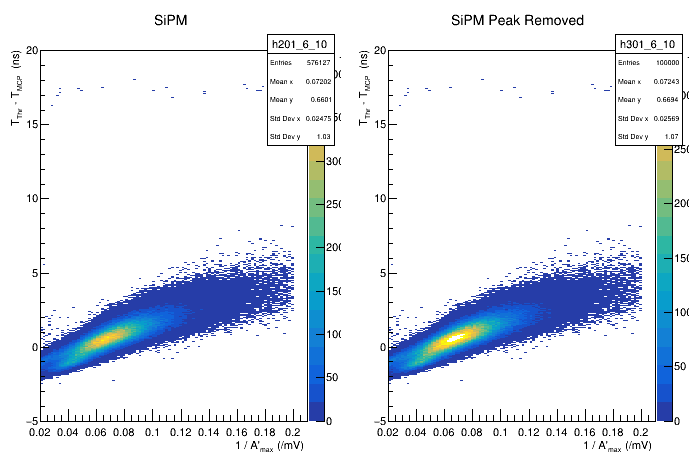 SiPM
SiPM Peak Removed
h201_6_10
Entries 576127
Mean x 0.07202
Mean y 0.6601
Std Dev x 0.02475
Std Dev y 1.03
h301_6_10
Entries 100000
Mean x 0.07243
Mean y 0.6694
Std Dev x 0.02569
Std Dev y 1.07
T_Thr - T_MCP (ns)
20
15
10
5
0
−5
0.02 0.04 0.06 0.08 0.1 0.12 0.14 0.16 0.18 0.2
1 / A'_max (/mV)
200
150
100
50
0
T_Thr - T_MCP (ns)
20
15
10
5
0
−5
0.02 0.04 0.06 0.08 0.1 0.12 0.14 0.16 0.18 0.2
1 / A'_max (/mV)
200
150
100
50
0